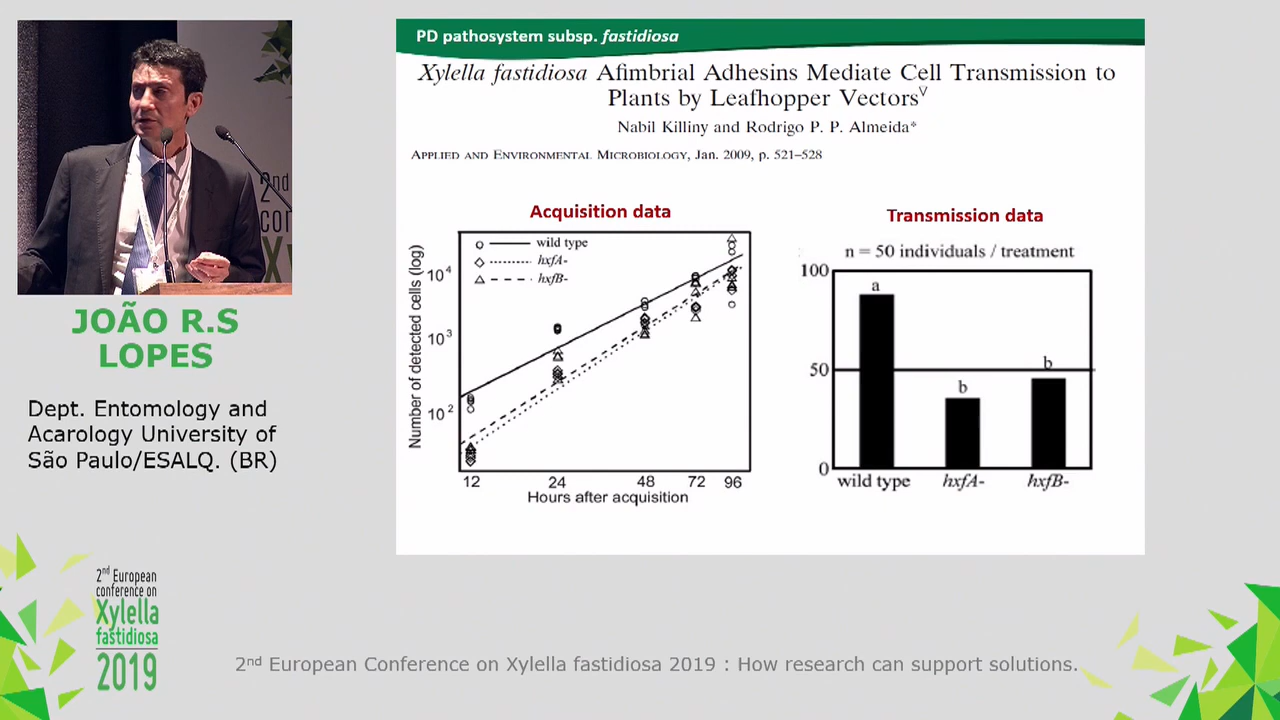 PD pathosystem subsp. fastidiosa
Xylella fastidiosa Afimbrial Adhesins Mediate Cell Transmission to
Plants by Leafhopper Vectors▽
Nabil Killiny and Rodrigo P. P. Almeida*
APPLIED AND ENVIRONMENTAL MICROBIOLOGY, Jan. 2009, p. 521–528
Acquisition data
Number of detected cells (log)
10⁴
10³
10²
wild type
hxfA-
hxfB-
12 24 48 72 96
Hours after acquisition
Transmission data
n = 50 individuals / treatment
100
50
0
a
b
b
wild type hxfA- hxfB-
2nd
con
X
JOÃO R.S
LOPES
Dept. Entomology and
Acarology University of
São Paulo/ESALQ. (BR)
2nd European
conference on
Xylella
fastidiosa
2019
2nd European Conference on Xylella fastidiosa 2019 : How research can support solutions.